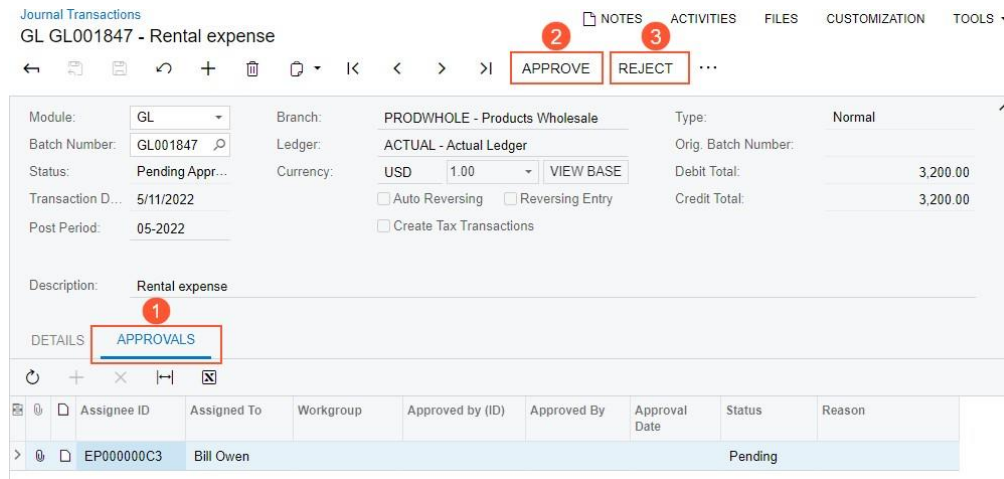 Journal Transactions
NOTES ACTIVITIES FILES CUSTOMIZATION TOOLS
GL GL001847 - Rental expense
2 3
APPROVE REJECT ...
Module: GL Branch: PRODWHOLE - Products Wholesale Type: Normal
Batch Number: GL001847 Ledger: ACTUAL - Actual Ledger Orig. Batch Number:
Status: Pending Appr... Currency: USD 1.00 VIEW BASE Debit Total: 3,200.00
Transaction D... 5/11/2022 Auto Reversing Reversing Entry Credit Total: 3,200.00
Post Period: 05-2022 Create Tax Transactions
Description: Rental expense
1
DETAILS APPROVALS
Assignee ID Assigned To Workgroup Approved by (ID) Approved By Approval Date Status Reason
EP000000C3 Bill Owen Pending